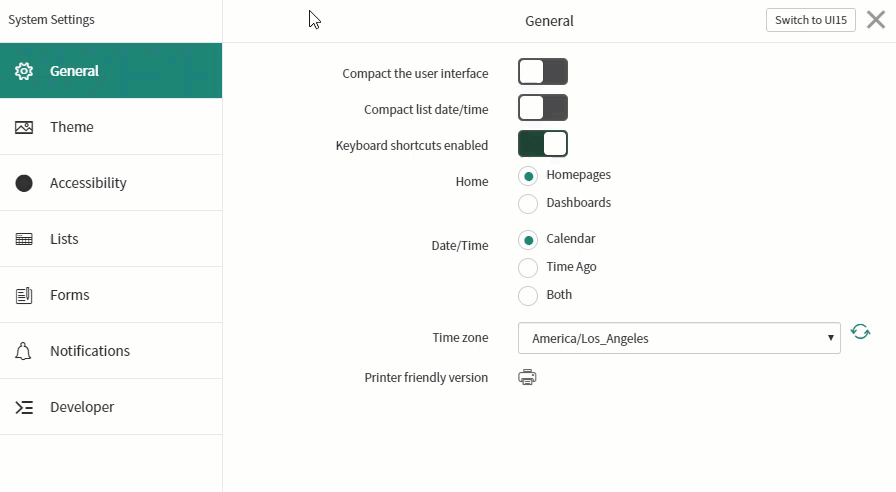 System Settings
General
Switch to UI15
General
Theme
Accessibility
Lists
Forms
Notifications
Developer
Compact the user interface
Compact list date/time
Keyboard shortcuts enabled
Home
Homepages
Dashboards
Date/Time
Calendar
Time Ago
Both
Time zone
America/Los_Angeles
Printer friendly version